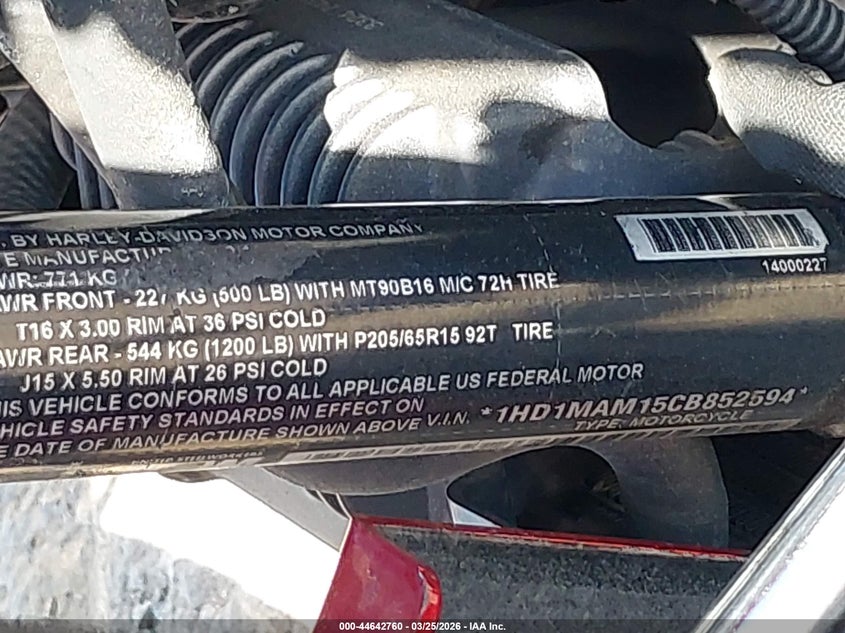 . BY HARLEY-DAVIDSON MOTOR COMPANY
E MANUFACTUR
WR: 771 KG
14000227
WR FRONT - 227 KG (500 LB) WITH MT90B16 M/C 72H TIRE
T16 X 3.00 RIM AT 36 PSI COLD
AWR REAR - 544 KG (1200 LB) WITH P205/65R15 92T TIRE
J15 X 5.50 RIM AT 26 PSI COLD
HIS VEHICLE CONFORMS TO ALL APPLICABLE US FEDERAL MOTOR
EHICLE SAFETY STANDARDS IN EFFECT ON
E DATE OF MANUFACTURE SHOWN ABOVE V.I.N. *1HD1MAM15CB852594*
TYPE: MOTORCYCLE
000-44642760 - 03/25/2026 - IAA Inc.